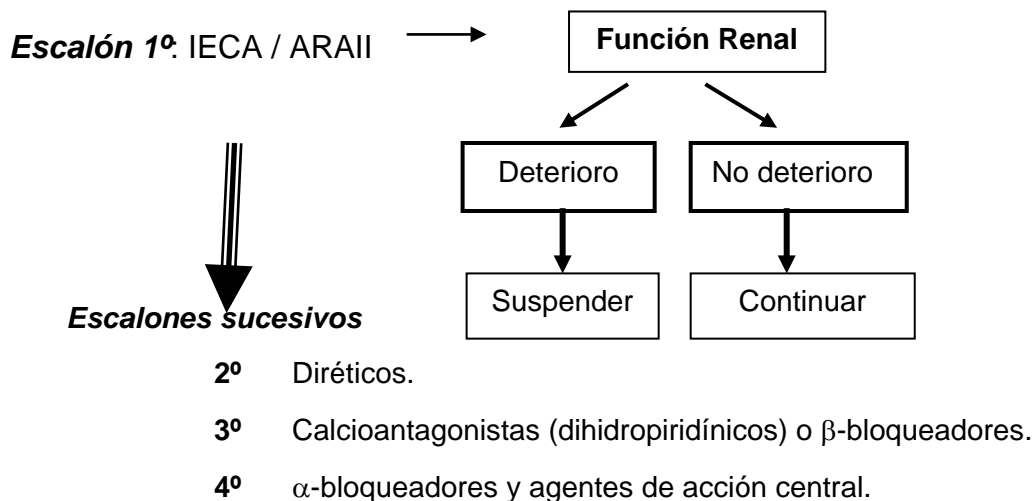 Escalón 1º: IECA / ARAII
Función Renal
Deterioro
No deterioro
Suspender
Continuar
Escalones sucesivos
2º Diréticos.
3º Calcioantagonistas (dihidropiridínicos) o β-bloqueadores.
4º α-bloqueadores y agentes de acción central.